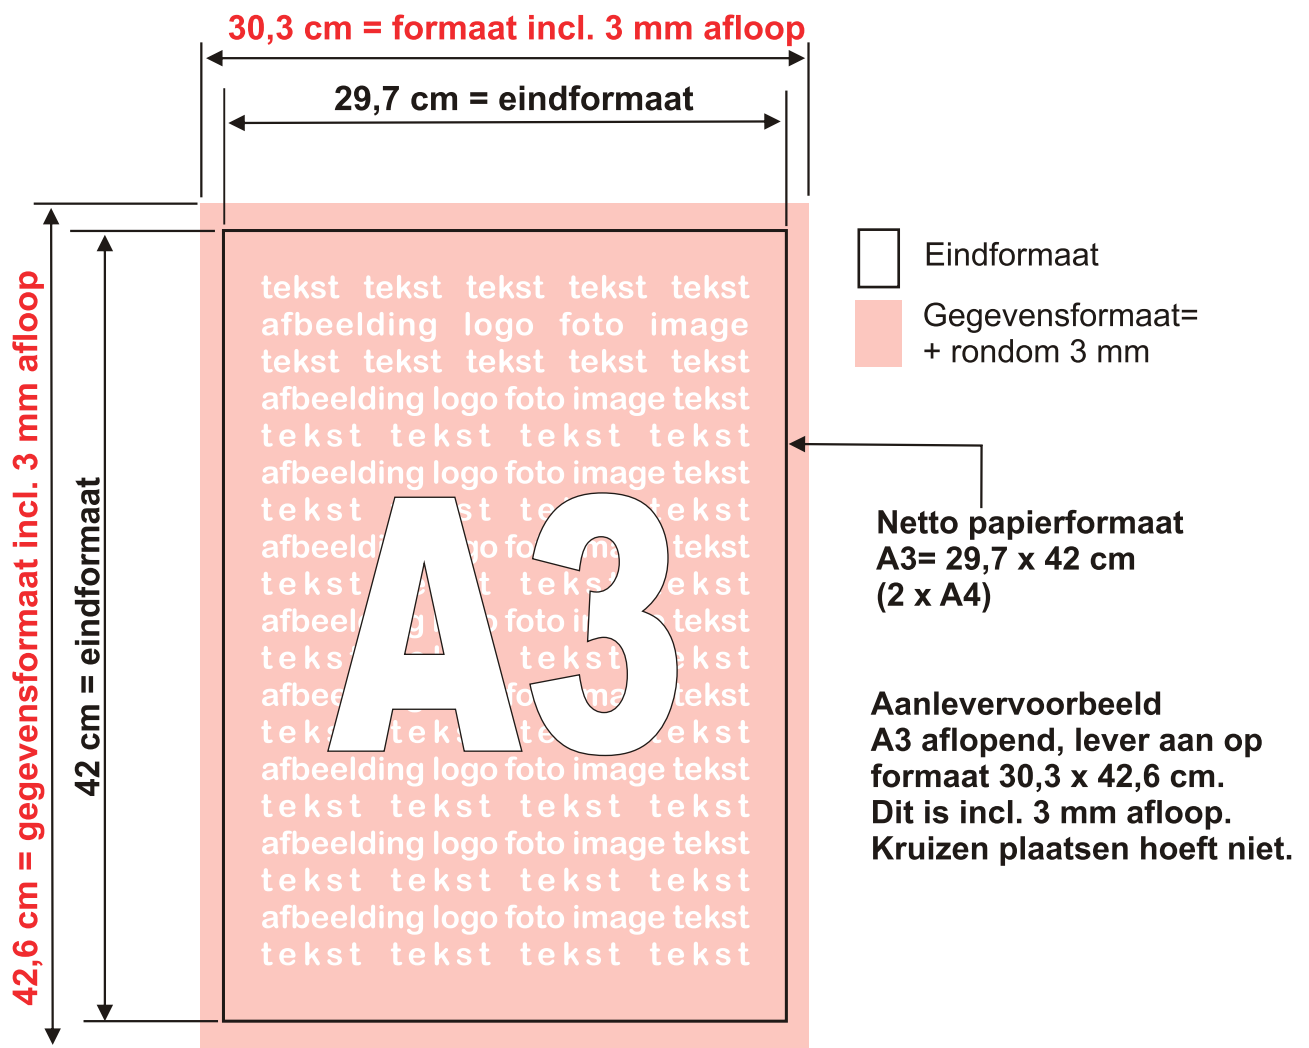 30,3 cm = formaat incl. 3 mm afloop
29,7 cm = eindformaat
42,6 cm = gegevensformaat incl. 3 mm afloop
42 cm = eindformaat
tekst tekst tekst tekst tekst
afbeelding logo foto image
tekst tekst tekst tekst tekst
afbeelding logo foto image tekst
tekst tekst tekst tekst
afbeelding logo foto image tekst
tekst tekst
tekst
tekst tekst
afbeelding logo foto image tekst
tekst tekst tekst tekst
afbeelding logo foto image tekst
tekst tekst tekst tekst
afbeelding logo foto image tekst
tekst tekst tekst tekst
A3
Eindformaat
Gegevensformaat=
+ rondom 3 mm
Netto papierformaat
A3= 29,7 x 42 cm
(2 x A4)
Aanlevervoorbeeld
A3 aflopend, lever aan op
formaat 30,3 x 42,6 cm.
Dit is incl. 3 mm afloop.
Kruizen plaatsen hoeft niet.